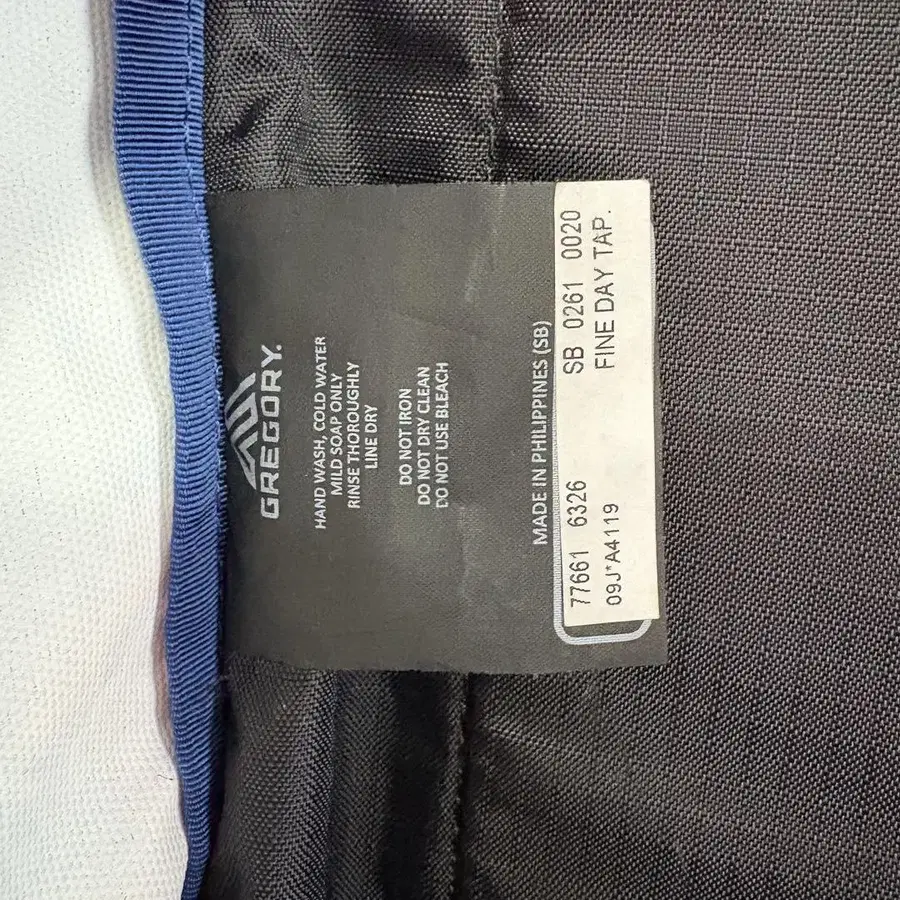 GREGORY.
HAND WASH, COLD WATER
MILD SOAP ONLY
RINSE THOROUGHLY
LINE DRY
DO NOT IRON
DO NOT DRY CLEAN
DO NOT USE BLEACH
MADE IN PHILIPPINES (SB)
77661 6326 SB 0261 0020
09J*A4119 FINE DAY TAP.